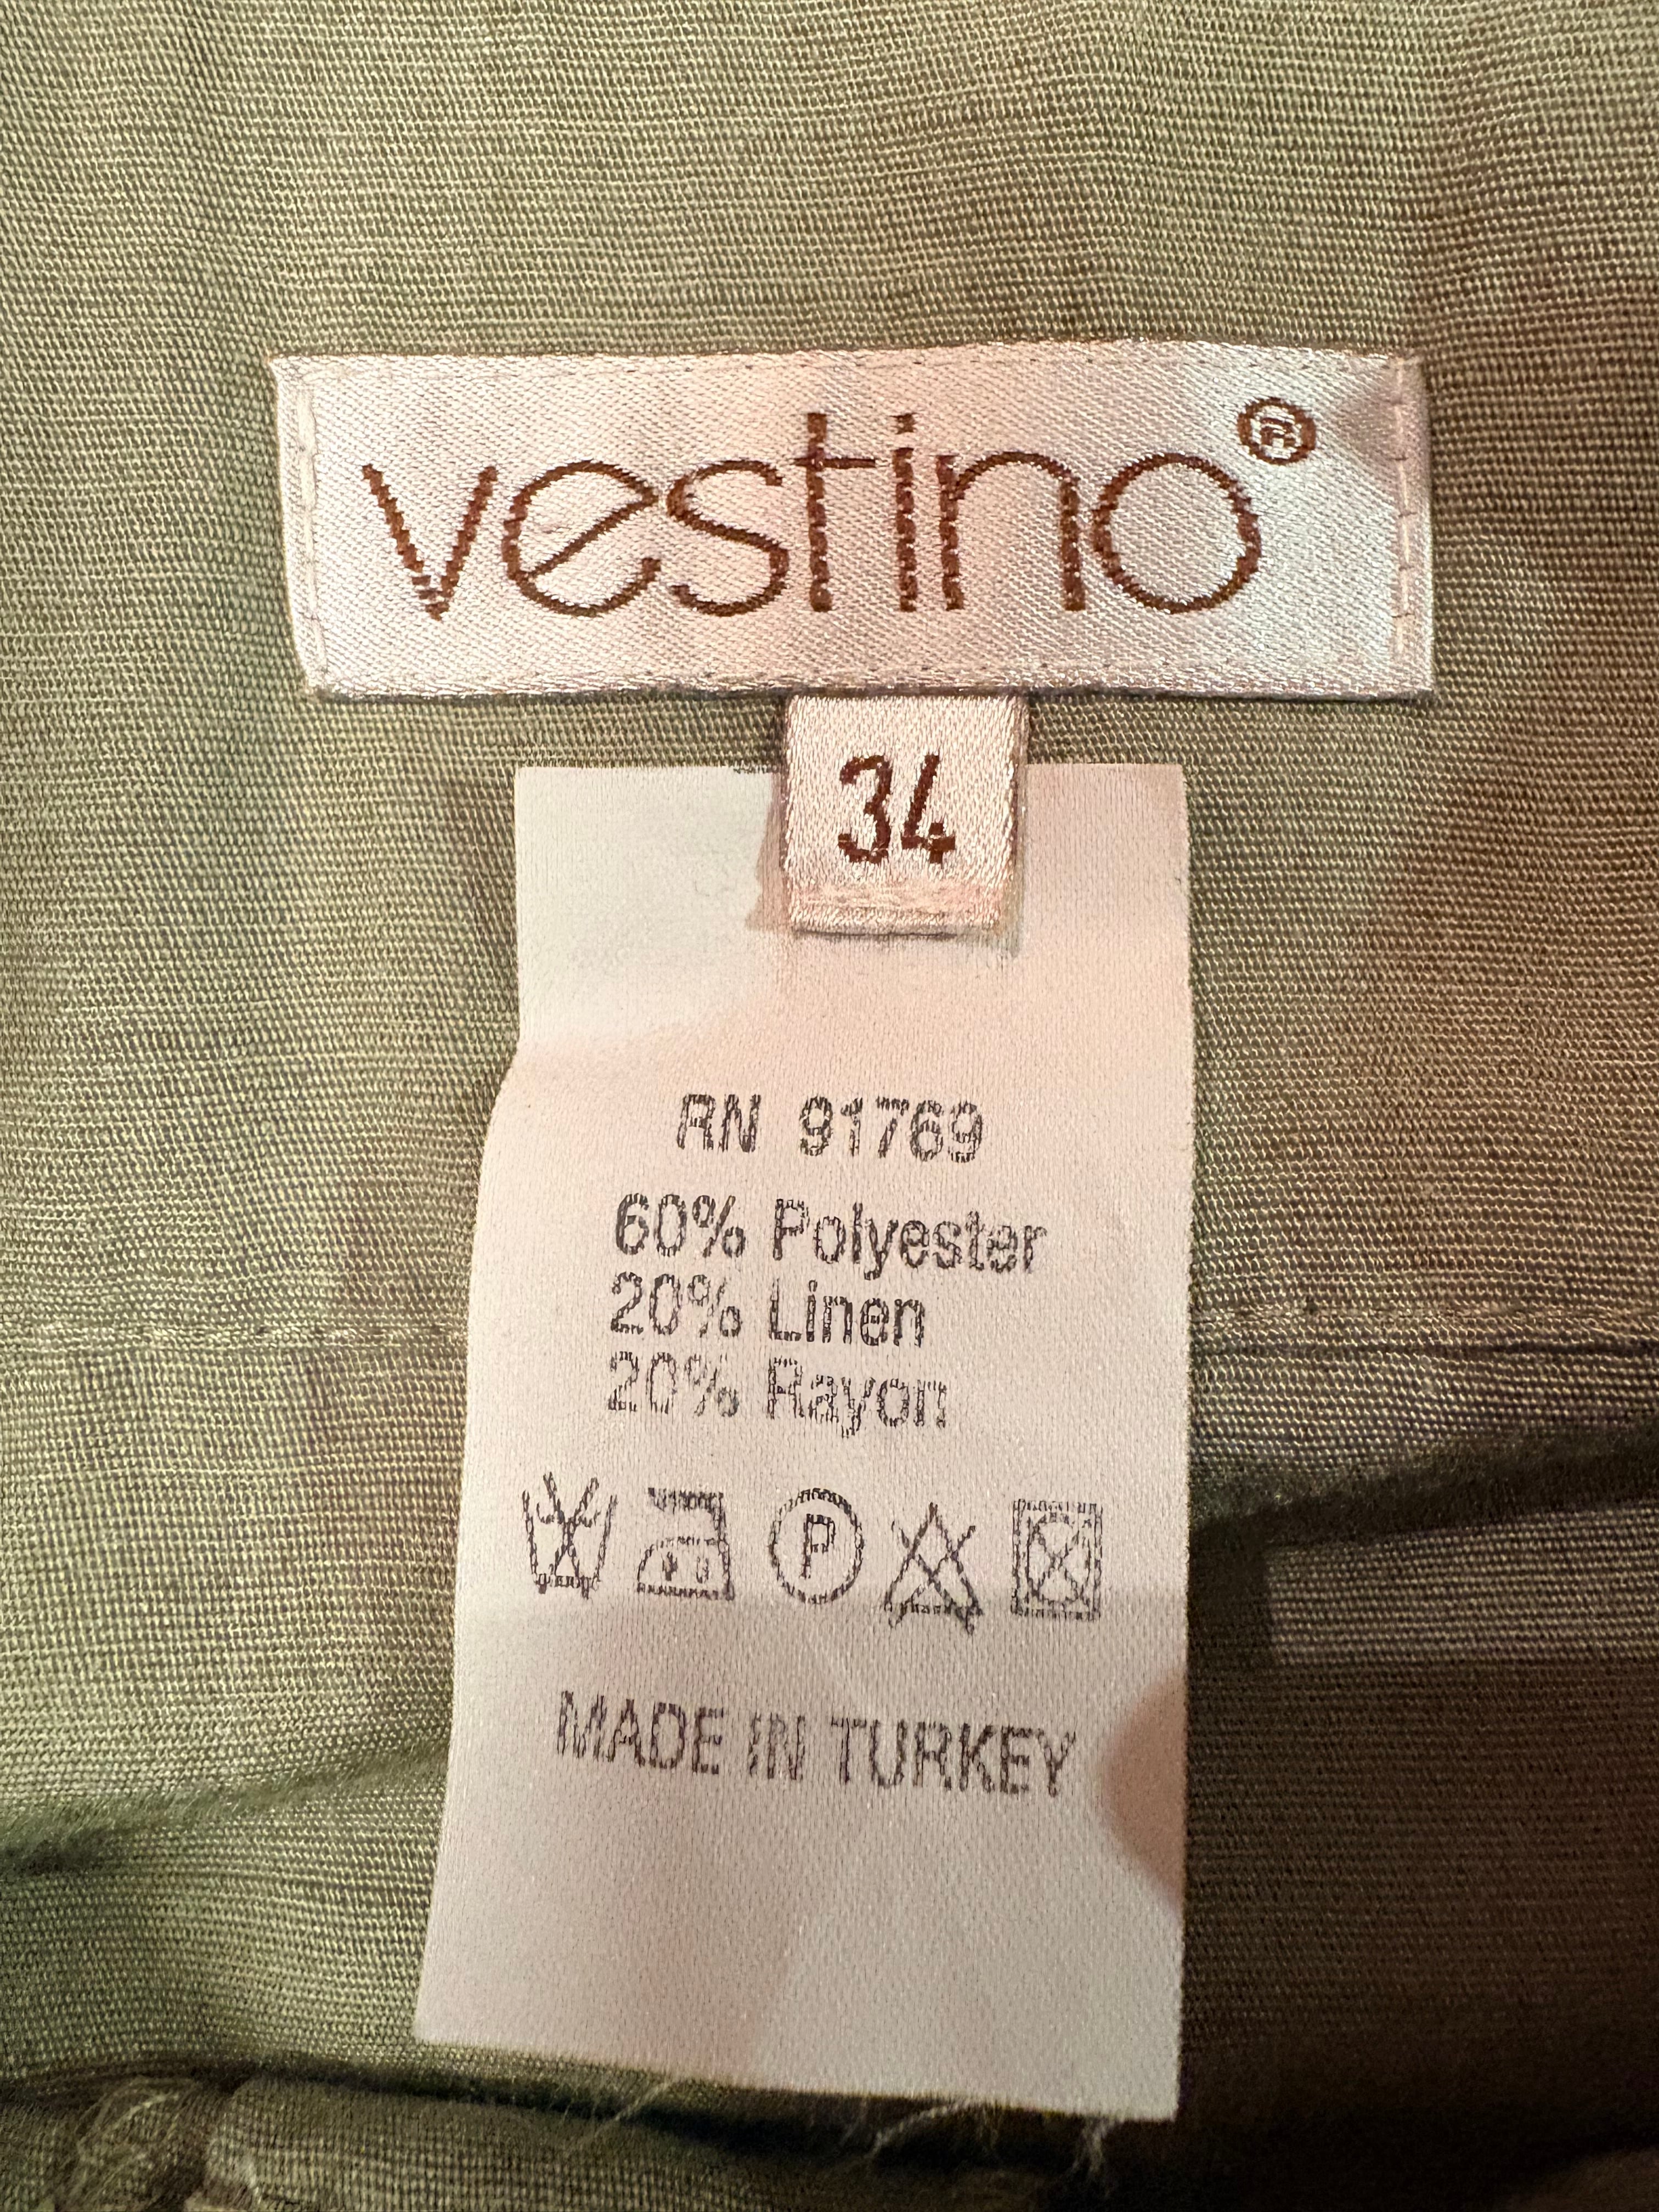 vestino®
34
RN 91769
60% Polyester
20% Linen
20% Rayon
P
MADE IN TURKEY